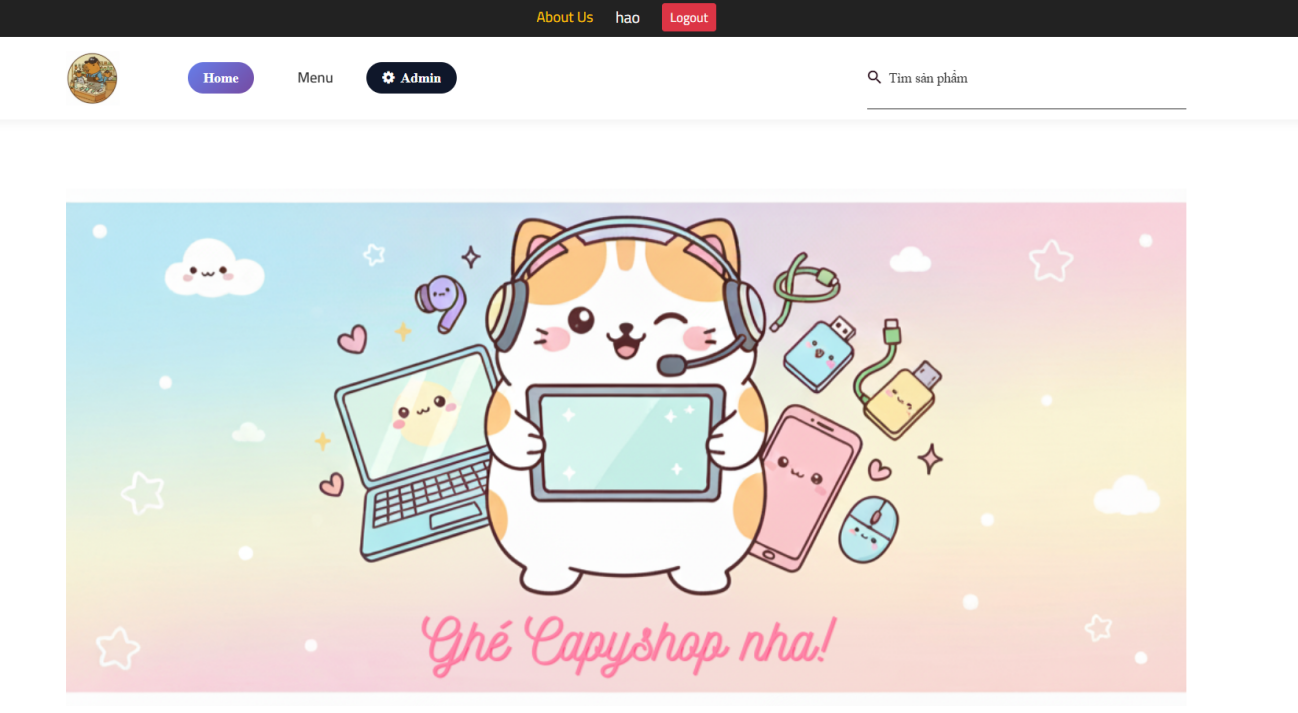 About Us hao Logout
Home Menu Admin Tìm sản phẩm
Ghé Capyshop nha!